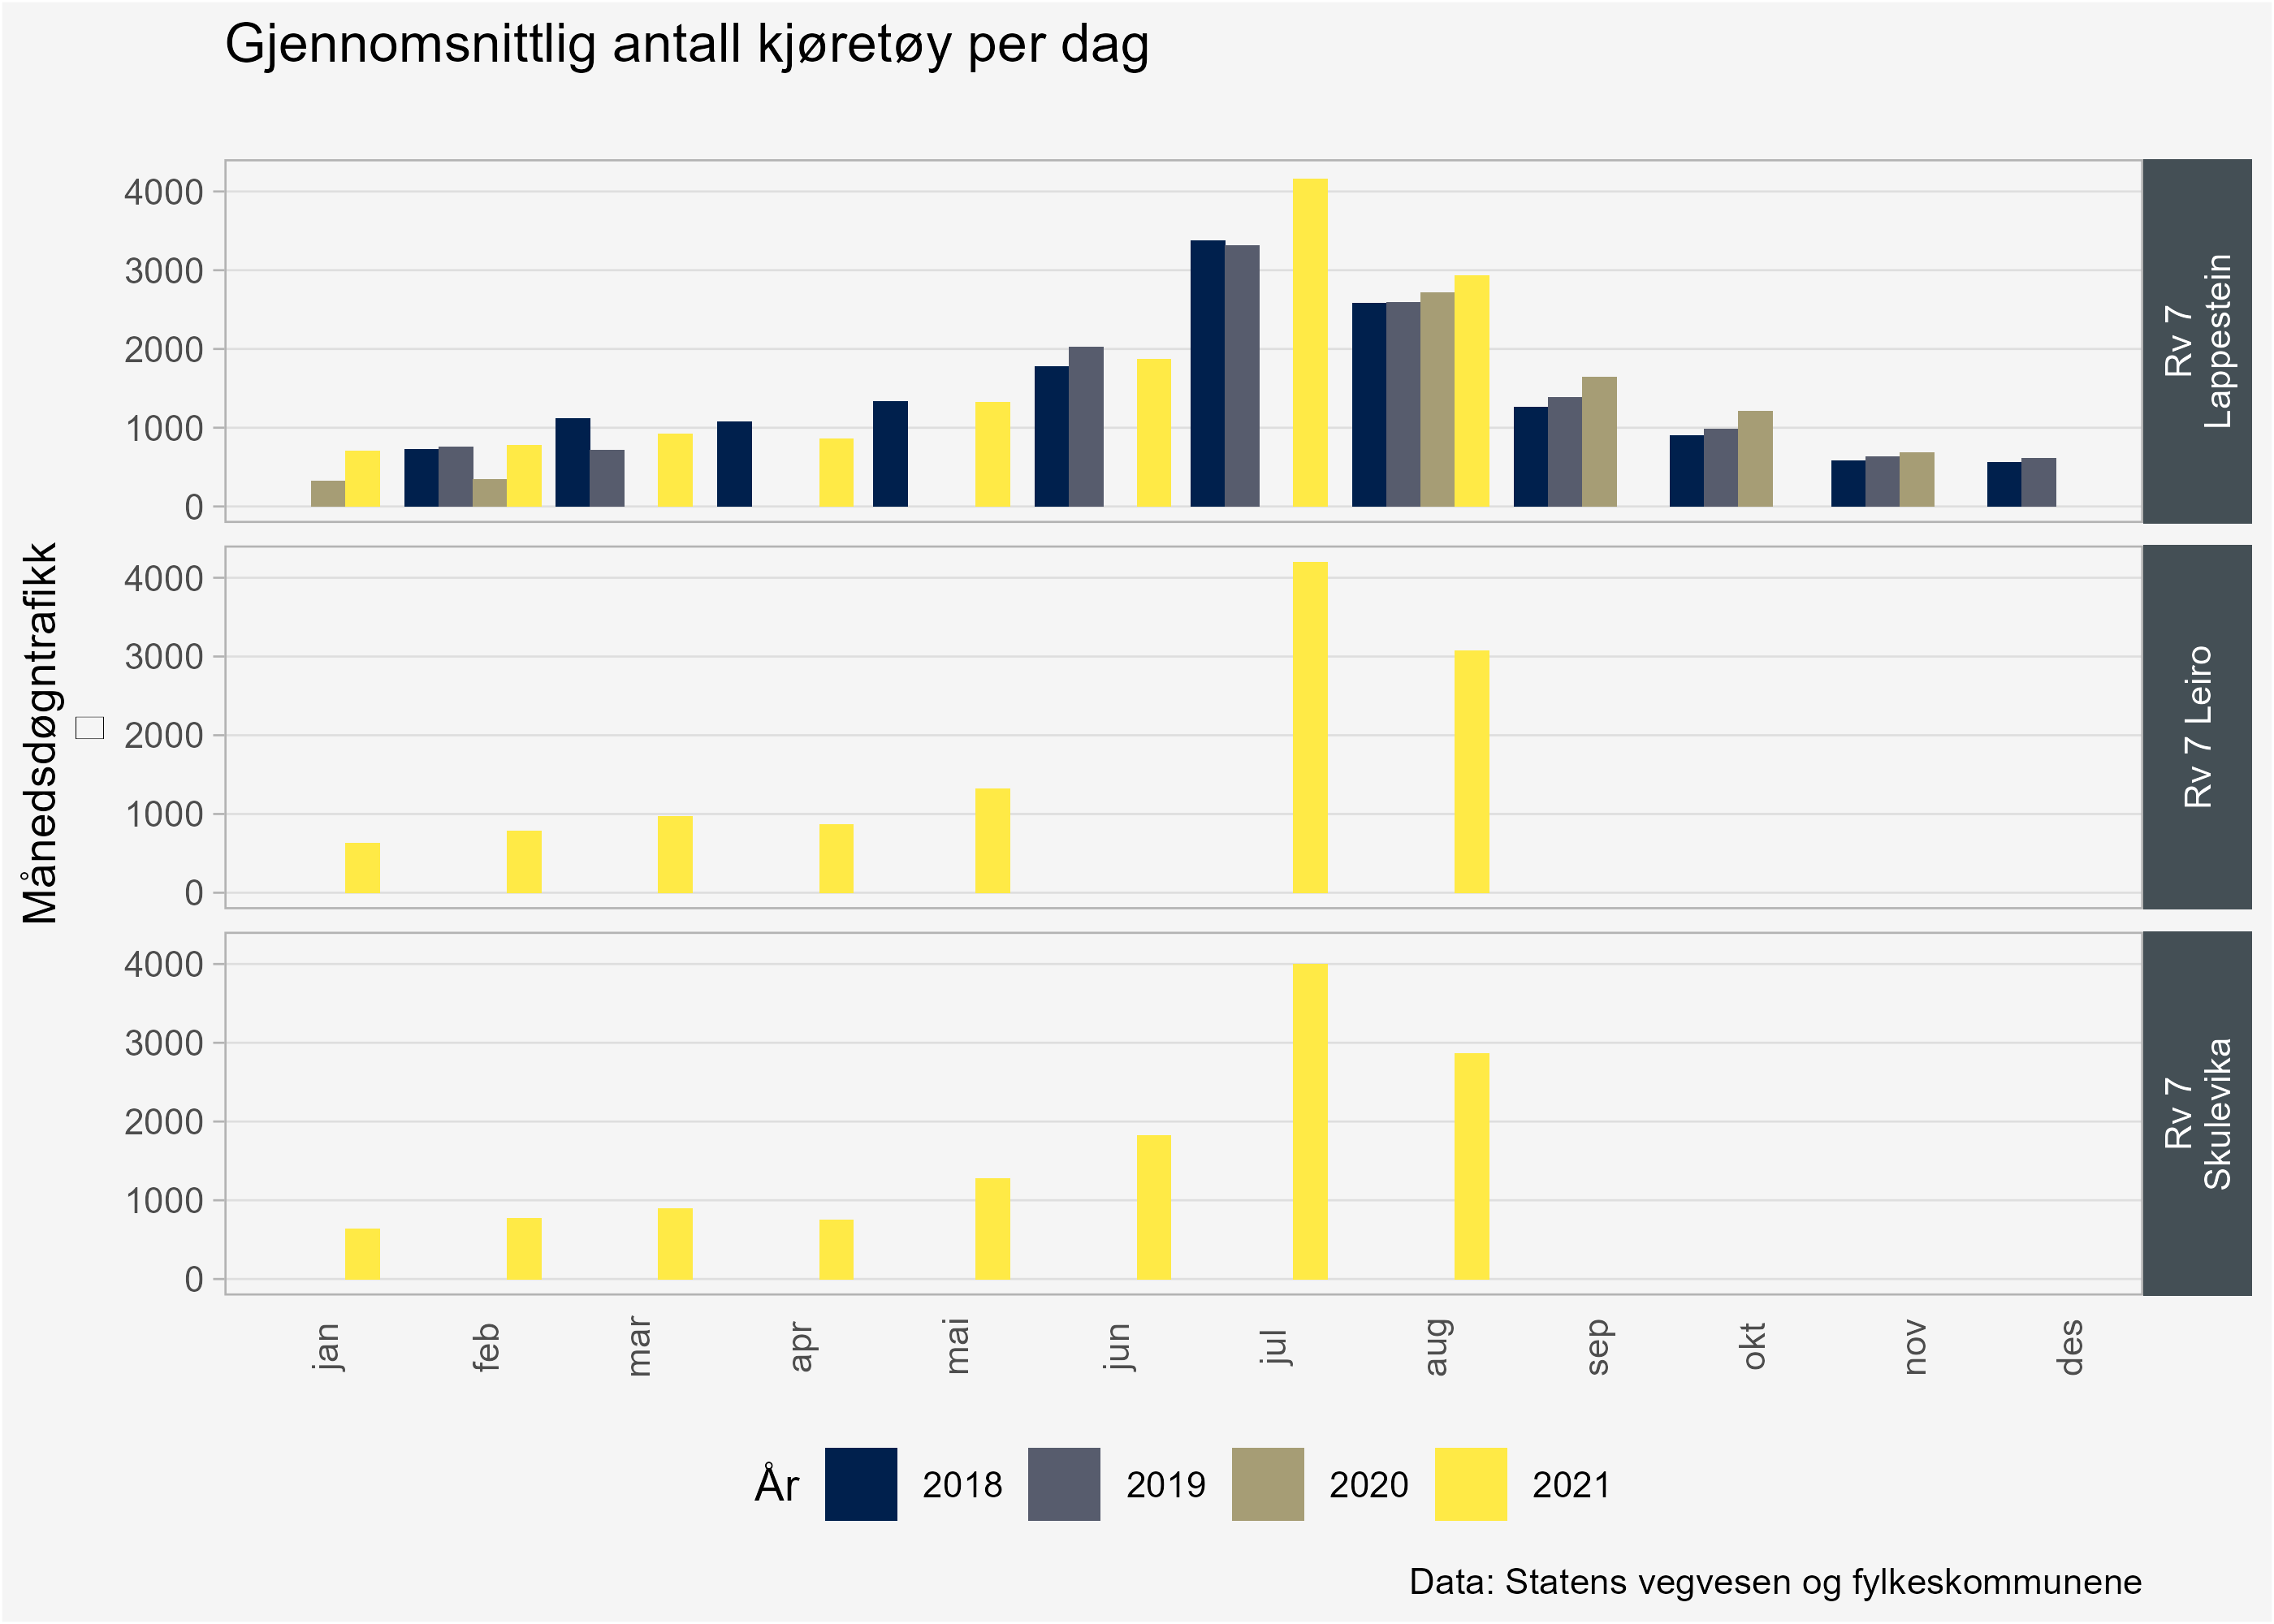 Gjennomsnittlig antall kjøretøy per dag
Månedsdøgntrafikk
4000
3000
2000
1000
0
Rv 7
Lappestein
4000
3000
2000
1000
0
Rv 7 Leiro
4000
3000
2000
1000
0
Rv 7
Skulevika
jan feb mar apr mai jun jul aug sep okt nov des
År 2018 2019 2020 2021
Data: Statens vegvesen og fylkeskommunene